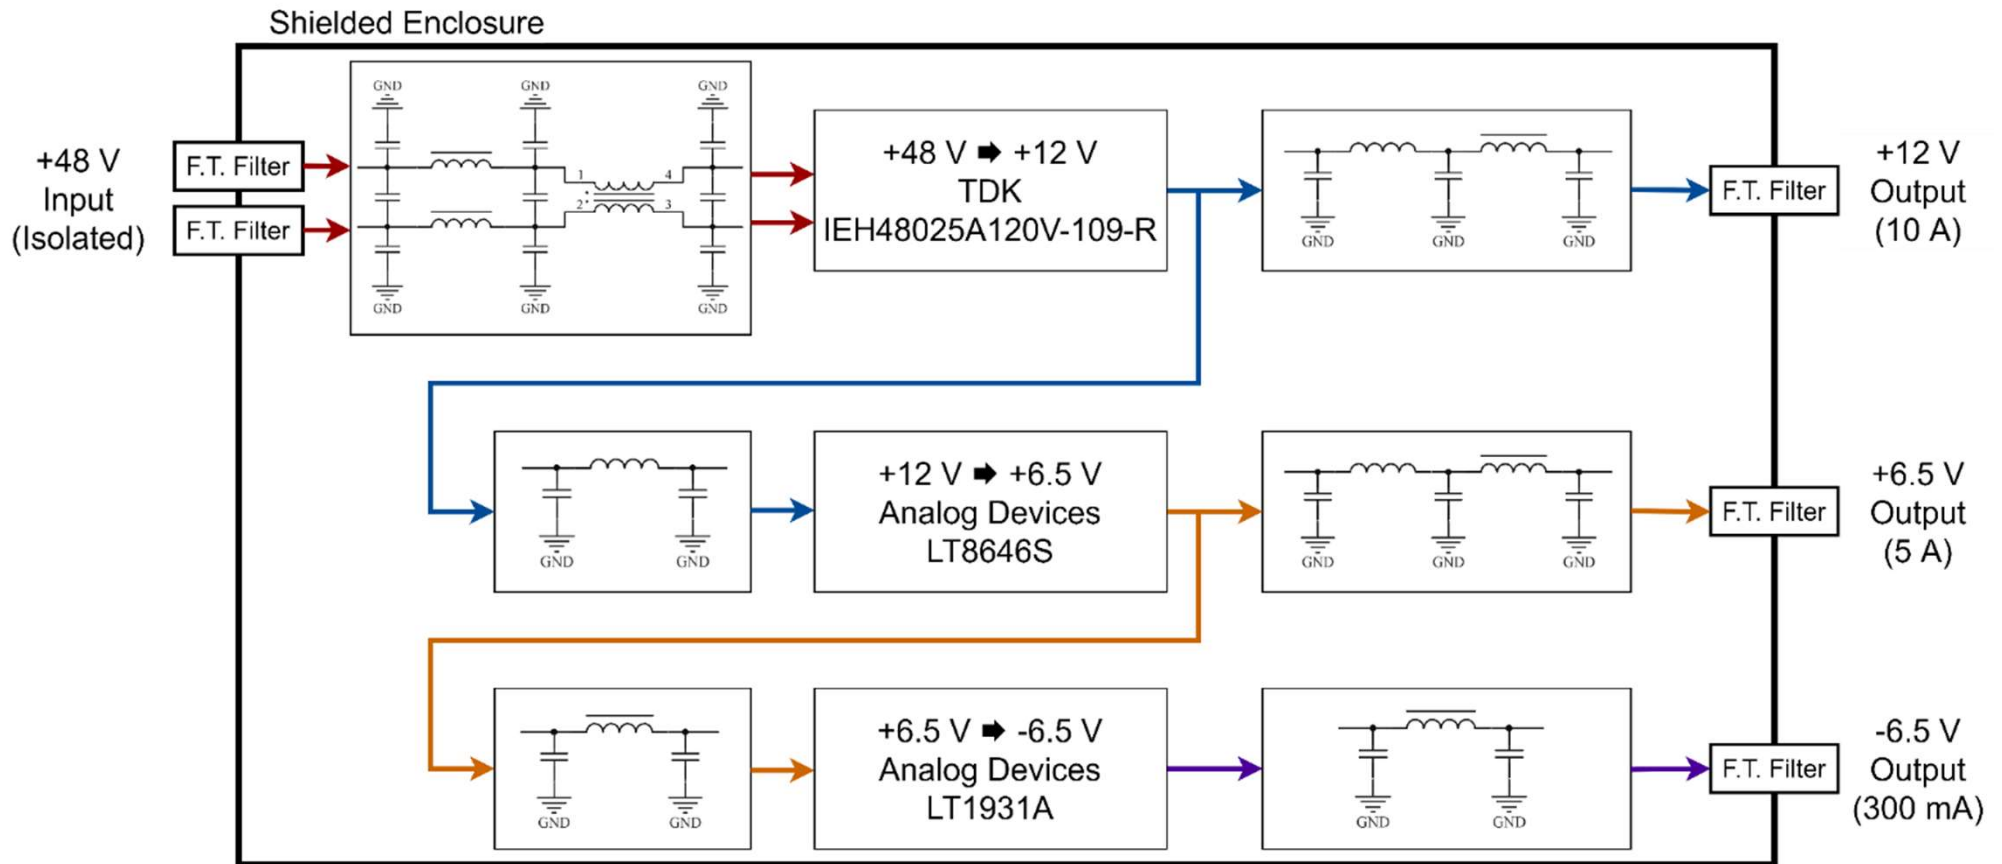 Shielded Enclosure
+48 V
Input
(Isolated)
F.T. Filter
F.T. Filter
GND
GND
GND
1
4
2
3
GND
GND
GND
+48 V ➡ +12 V
TDK
IEH48025A120V-109-R
GND
GND
GND
F.T. Filter
+12 V
Output
(10 A)
GND
GND
+12 V ➡ +6.5 V
Analog Devices
LT8646S
GND
GND
GND
F.T. Filter
+6.5 V
Output
(5 A)
GND
GND
+6.5 V ➡ -6.5 V
Analog Devices
LT1931A
GND
GND
F.T. Filter
-6.5 V
Output
(300 mA)